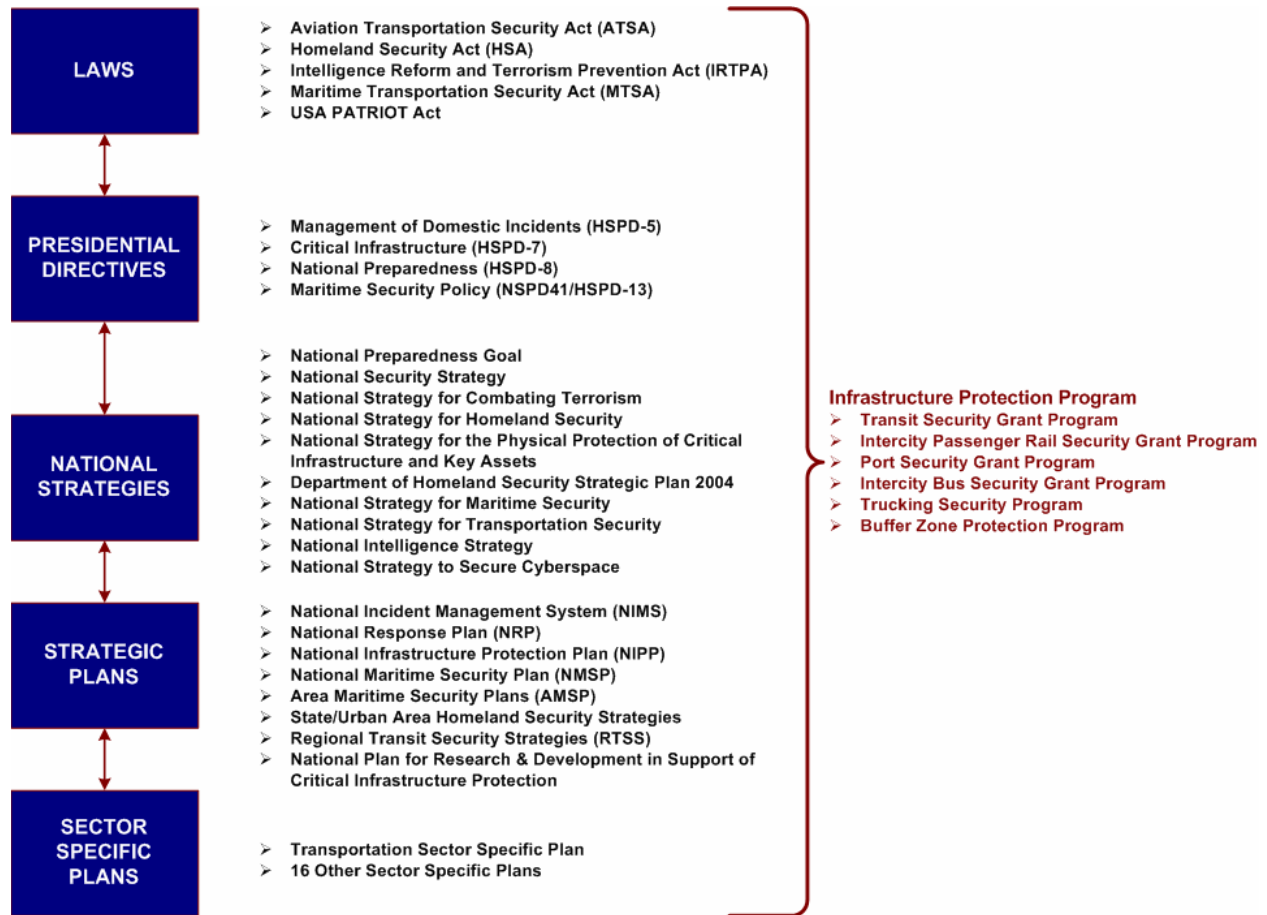 LAWS
➢ Aviation Transportation Security Act (ATSA)
➢ Homeland Security Act (HSA)
➢ Intelligence Reform and Terrorism Prevention Act (IRTPA)
➢ Maritime Transportation Security Act (MTSA)
➢ USA PATRIOT Act
PRESIDENTIAL
DIRECTIVES
➢ Management of Domestic Incidents (HSPD-5)
➢ Critical Infrastructure (HSPD-7)
➢ National Preparedness (HSPD-8)
➢ Maritime Security Policy (NSPD41/HSPD-13)
NATIONAL
STRATEGIES
➢ National Preparedness Goal
➢ National Security Strategy
➢ National Strategy for Combating Terrorism
➢ National Strategy for Homeland Security
➢ National Strategy for the Physical Protection of Critical
Infrastructure and Key Assets
➢ Department of Homeland Security Strategic Plan 2004
➢ National Strategy for Maritime Security
➢ National Strategy for Transportation Security
➢ National Intelligence Strategy
➢ National Strategy to Secure Cyberspace
STRATEGIC
PLANS
➢ National Incident Management System (NIMS)
➢ National Response Plan (NRP)
➢ National Infrastructure Protection Plan (NIPP)
➢ National Maritime Security Plan (NMSP)
➢ Area Maritime Security Plans (AMSP)
➢ State/Urban Area Homeland Security Strategies
➢ Regional Transit Security Strategies (RTSS)
➢ National Plan for Research & Development in Support of
Critical Infrastructure Protection
SECTOR
SPECIFIC
PLANS
➢ Transportation Sector Specific Plan
➢ 16 Other Sector Specific Plans
Infrastructure Protection Program
➢ Transit Security Grant Program
➢ Intercity Passenger Rail Security Grant Program
➢ Port Security Grant Program
➢ Intercity Bus Security Grant Program
➢ Trucking Security Program
➢ Buffer Zone Protection Program